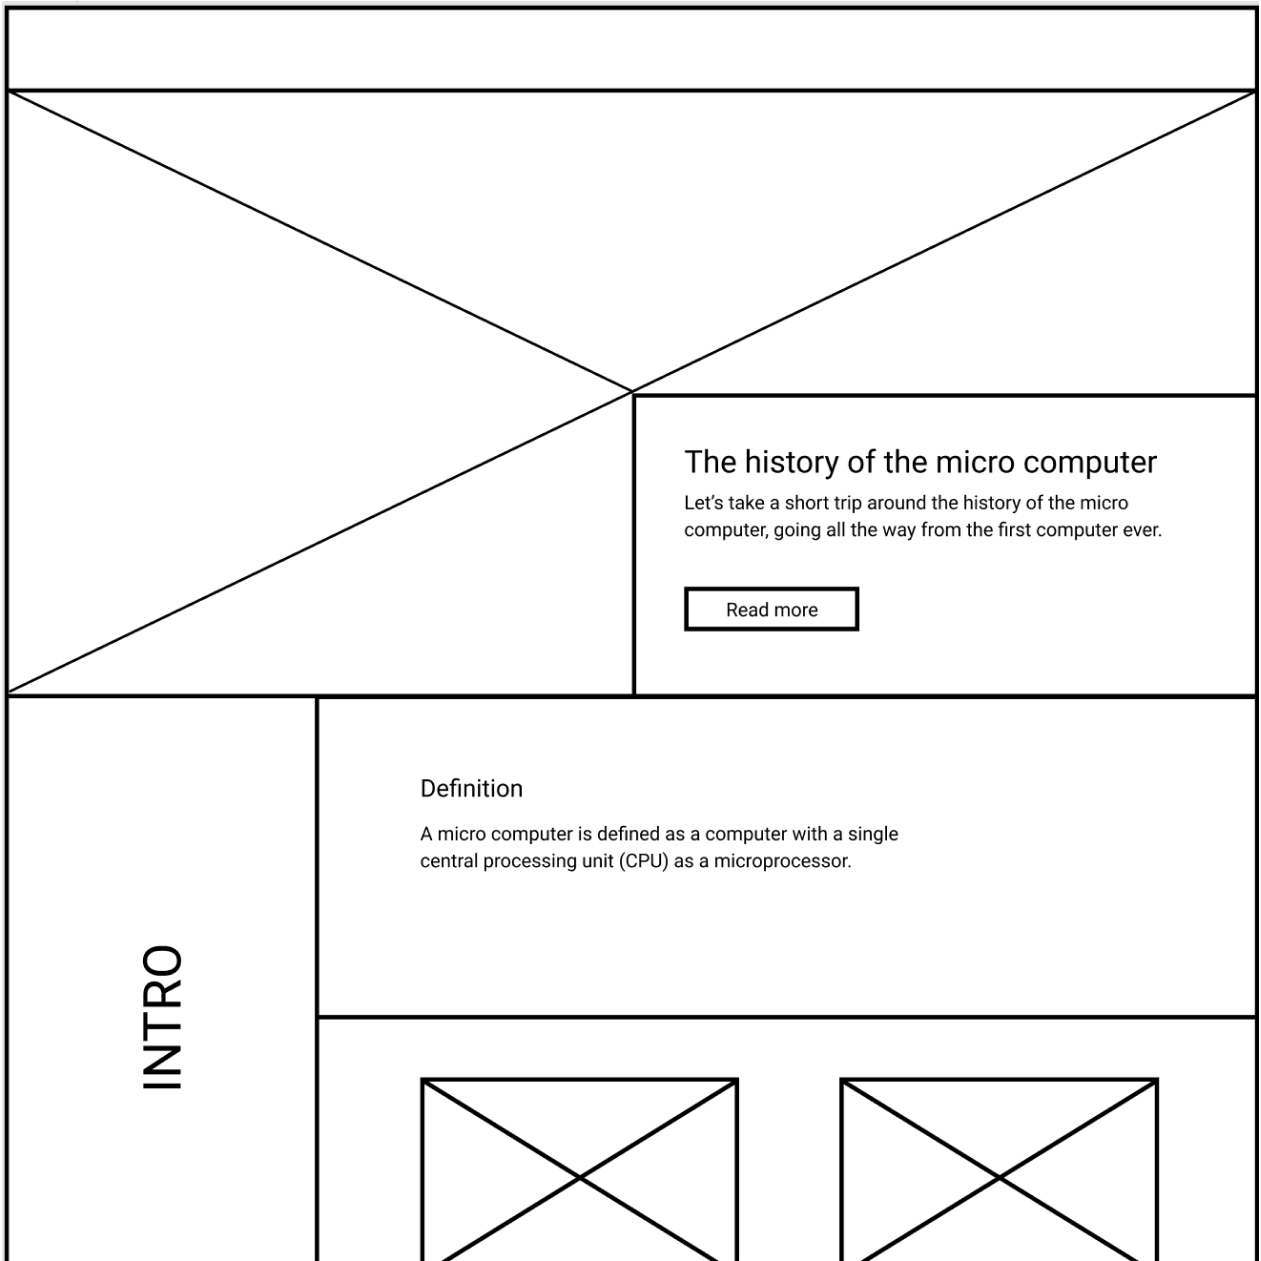 The history of the micro computer
Let’s take a short trip around the history of the micro
computer, going all the way from the first computer ever.
Read more
Definition
A micro computer is defined as a computer with a single
central processing unit (CPU) as a microprocessor.
INTRO